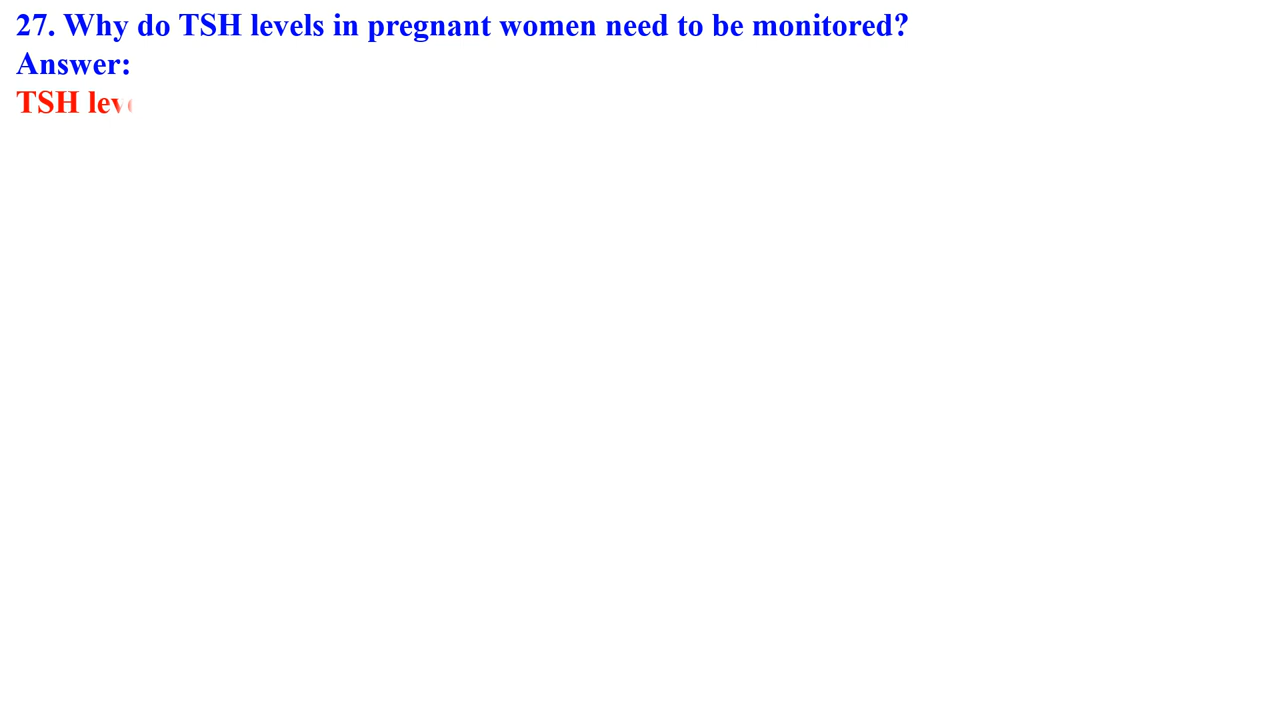 27. Why do TSH levels in pregnant women need to be monitored?
Answer:
TSH